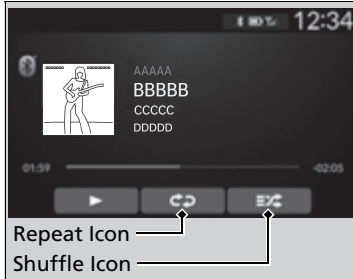 12:34
AAAAA
BBBBB
CCCCC
DDDDD
01:59
-02:05
Repeat Icon
Shuffle Icon